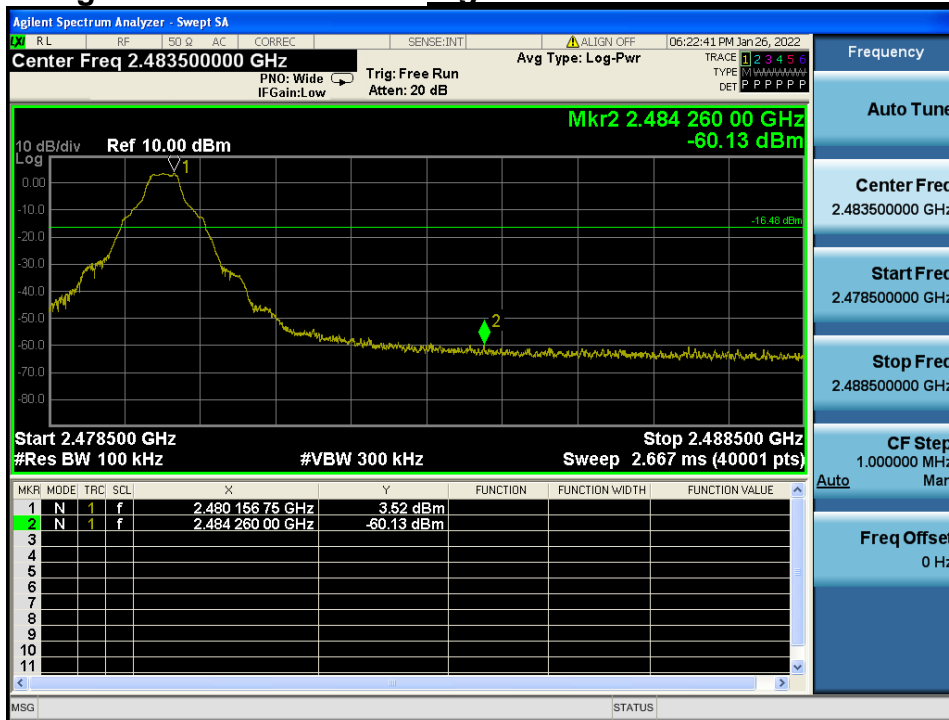 Agilent Spectrum Analyzer - Swept SA
LXI RL RF 50 Ω AC CORREC SENSE:INT ALIGN OFF 06:22:41 PM Jan 26, 2022
Center Freq 2.483500000 GHz
PNO: Wide
IFGain:Low
Trig: Free Run
Atten: 20 dB
Avg Type: Log-Pwr
TRACE 1 2 3 4 5 6
TYPE M W W W W W
DET P P P P P P
Mkr2 2.484 260 00 GHz
-60.13 dBm
10 dB/div Ref 10.00 dBm
Log
1
0.00
-10.0
-16.48 dBm
-20.0
-30.0
-40.0
-50.0
2
-60.0
-70.0
-80.0
Start 2.478500 GHz Stop 2.488500 GHz
#Res BW 100 kHz #VBW 300 kHz Sweep 2.667 ms (40001 pts)
MKR MODE TRC SCL X Y FUNCTION FUNCTION WIDTH FUNCTION VALUE
1 N 1 f 2.480 156 75 GHz 3.52 dBm
2 N 1 f 2.484 260 00 GHz -60.13 dBm
3
4
5
6
7
8
9
10
11
MSG STATUS
Frequency
Auto Tune
Center Freq
2.483500000 GHz
Start Freq
2.478500000 GHz
Stop Freq
2.488500000 GHz
CF Step
1.000000 MHz
Auto Man
Freq Offset
0 Hz